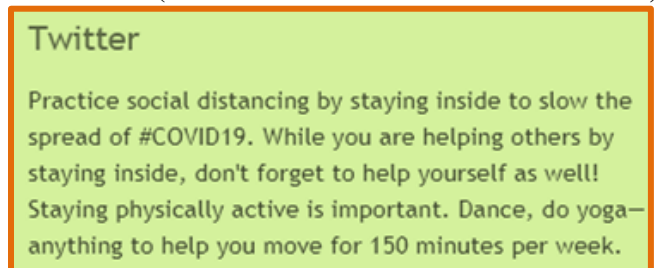 Twitter
Practice social distancing by staying inside to slow the
spread of #COVID19. While you are helping others by
staying inside, don't forget to help yourself as well!
Staying physically active is important. Dance, do yoga—
anything to help you move for 150 minutes per week.